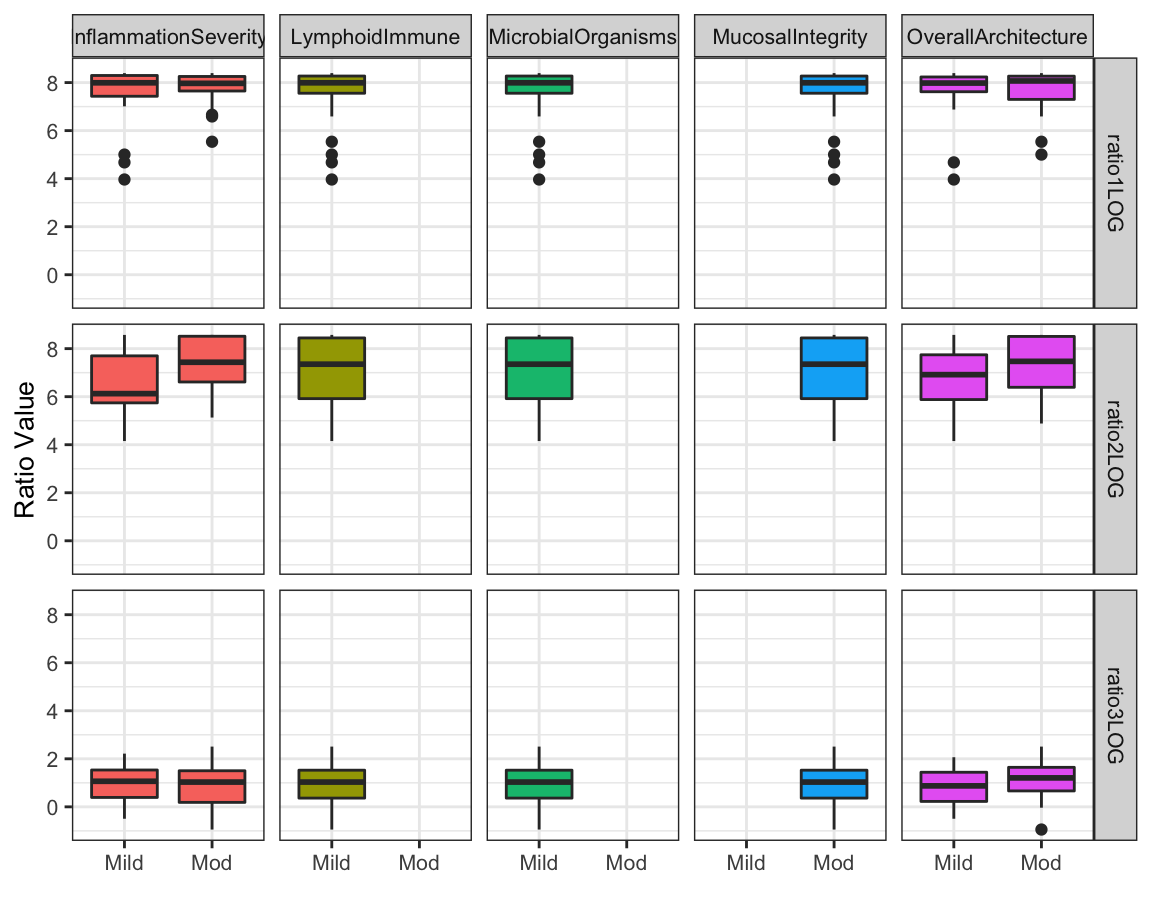 nflammationSeverity LymphoidImmune MicrobialOrganisms MucosalIntegrity OverallArchitecture
8
6
4
2
0
ratio1LOG
Ratio Value
8
6
4
2
0
ratio2LOG
8
6
4
2
0
ratio3LOG
Mild Mod Mild Mod Mild Mod Mild Mod Mild Mod